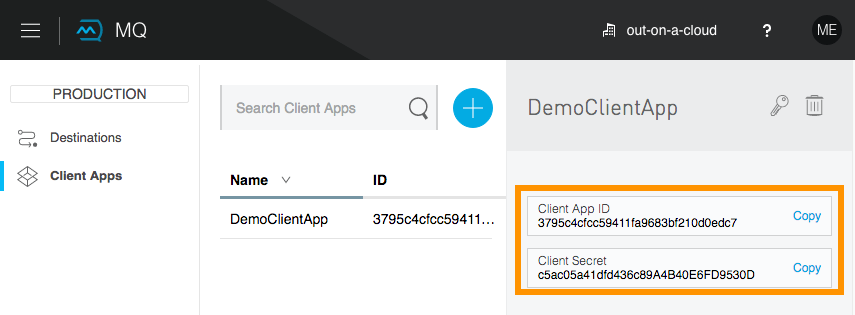 MQ
out-on-a-cloud
?
ME
PRODUCTION
Destinations
Client Apps
Search Client Apps
Name
ID
DemoClientApp
3795c4cfcc59411...
DemoClientApp
Client App ID
3795c4cfcc59411fa9683bf210d0edc7
Copy
Client Secret
c5ac05a41dfd436c89A4B40E6FD9530D
Copy